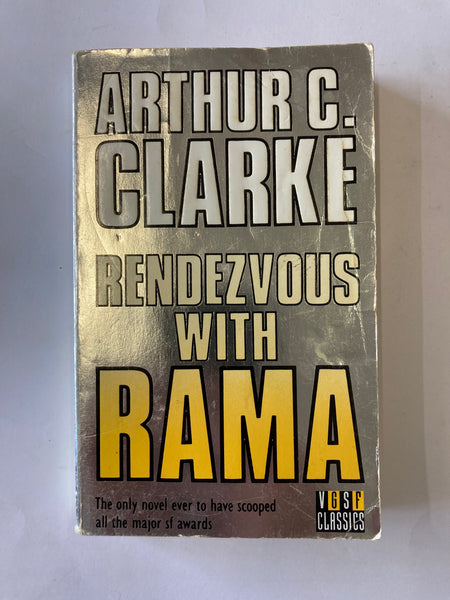 ARTHUR C.
CLARKE
RENDEZVOUS
WITH
RAMA
The only novel ever to have scooped
all the major sf awards
VGSF
CLASSICS